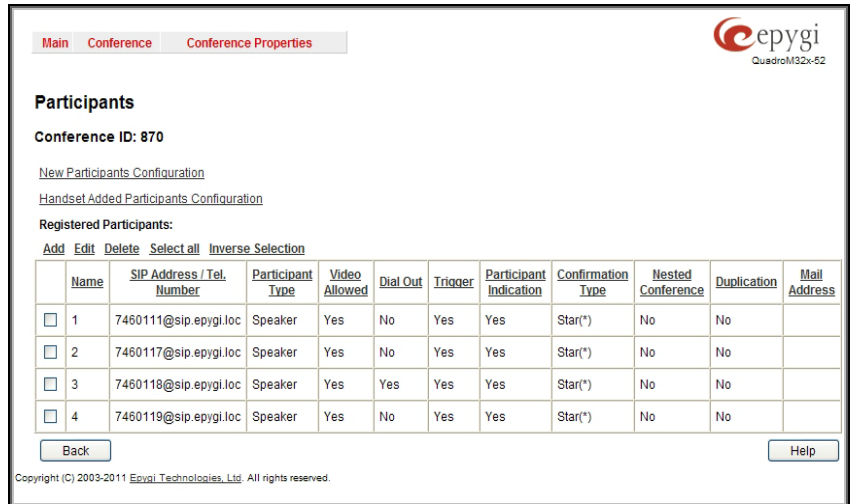 Main Conference Conference Properties
epygi
QuadroM32x-52
Participants
Conference ID: 870
New Participants Configuration
Handset Added Participants Configuration
Registered Participants:
Add Edit Delete Select all Inverse Selection
Name SIP Address / Tel. Number Participant Type Video Allowed Dial Out Trigger Participant Indication Confirmation Type Nested Conference Duplication Mail Address
1 7460111@sip.epygi.loc Speaker Yes No Yes Yes Star(*) No No
2 7460117@sip.epygi.loc Speaker Yes No Yes Yes Star(*) No No
3 7460118@sip.epygi.loc Speaker Yes Yes Yes Yes Star(*) No No
4 7460119@sip.epygi.loc Speaker Yes No Yes Yes Star(*) No No
Back Help
Copyright (C) 2003-2011 Epygi Technologies, Ltd. All rights reserved.